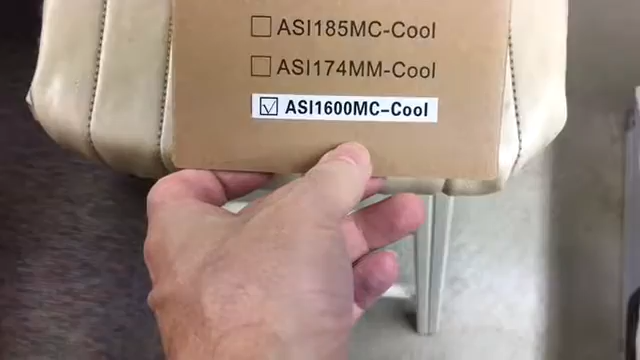 ☐ ASI185MC-Cool
☐ ASI174MM-Cool
☑ ASI1600MC-Cool